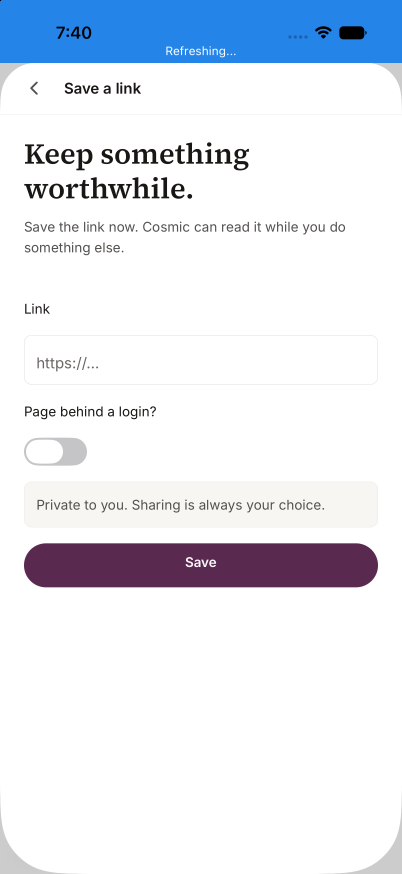 7:40
Refreshing...
Save a link
Keep something
worthwhile.
Save the link now. Cosmic can read it while you do
something else.
Link
https://...
Page behind a login?
Private to you. Sharing is always your choice.
Save